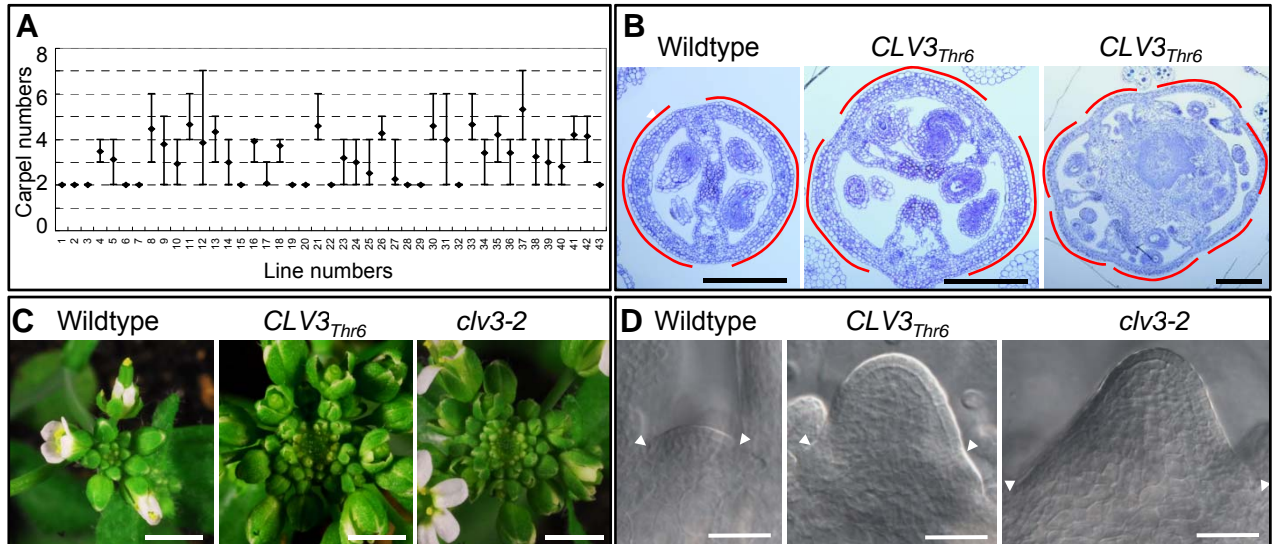 A
Carpel numbers
8
6
4
2
0
1 2 3 4 5 6 7 8 9 10 11 12 13 14 15 16 17 18 19 20 21 22 23 24 25 26 27 28 29 30 31 32 33 34 35 36 37 38 39 40 41 42 43
Line numbers
B
Wildtype CLV3Thr6 CLV3Thr6
C
Wildtype CLV3Thr6 clv3-2
D
Wildtype CLV3Thr6 clv3-2